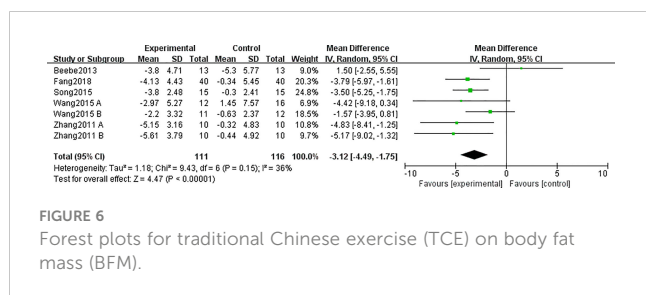 Experimental Control Mean Difference Mean Difference
Study or Subgroup Mean SD Total Mean SD Total Weight IV, Random, 95% CI IV, Random, 95% CI
Beebe2013 -3.8 4.71 13 -5.3 5.77 13 9.0% 1.50 [-2.55, 5.55]
Fang2018 -4.13 4.43 40 -0.34 5.45 40 20.3% -3.79 [-5.97, -1.61]
Song2015 -3.8 2.48 15 -0.3 2.41 15 24.8% -3.50 [-5.25, -1.75]
Wang2015 A -2.97 5.27 12 1.45 7.57 16 7.0% -4.42 [-9.18, 0.34]
Wang2015 B -2.2 3.32 11 -0.63 2.37 12 18.4% -1.57 [-3.95, 0.81]
Zhang2011 A -5.15 3.16 10 -0.32 4.83 10 10.9% -4.83 [-8.41, -1.25]
Zhang2011 B -5.61 3.79 10 -0.44 4.92 10 9.7% -5.17 [-9.02, -1.32]
Total (95% CI) 111 116 100.0% -3.12 [-4.49, -1.75]
Heterogeneity: Tau² = 1.18; Chi² = 9.43, df = 6 (P = 0.15); I² = 36%
Test for overall effect: Z = 4.47 (P < 0.00001)
-10 -5 0 5 10
Favours [experimental] Favours [control]
FIGURE 6
Forest plots for traditional Chinese exercise (TCE) on body fat
mass (BFM).